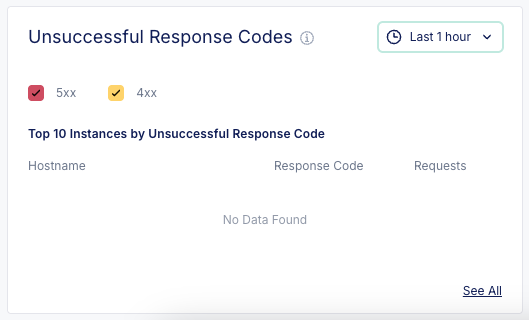 Unsuccessful Response Codes
Last 1 hour
5xx 4xx
Top 10 Instances by Unsuccessful Response Code
Hostname Response Code Requests
No Data Found
See All